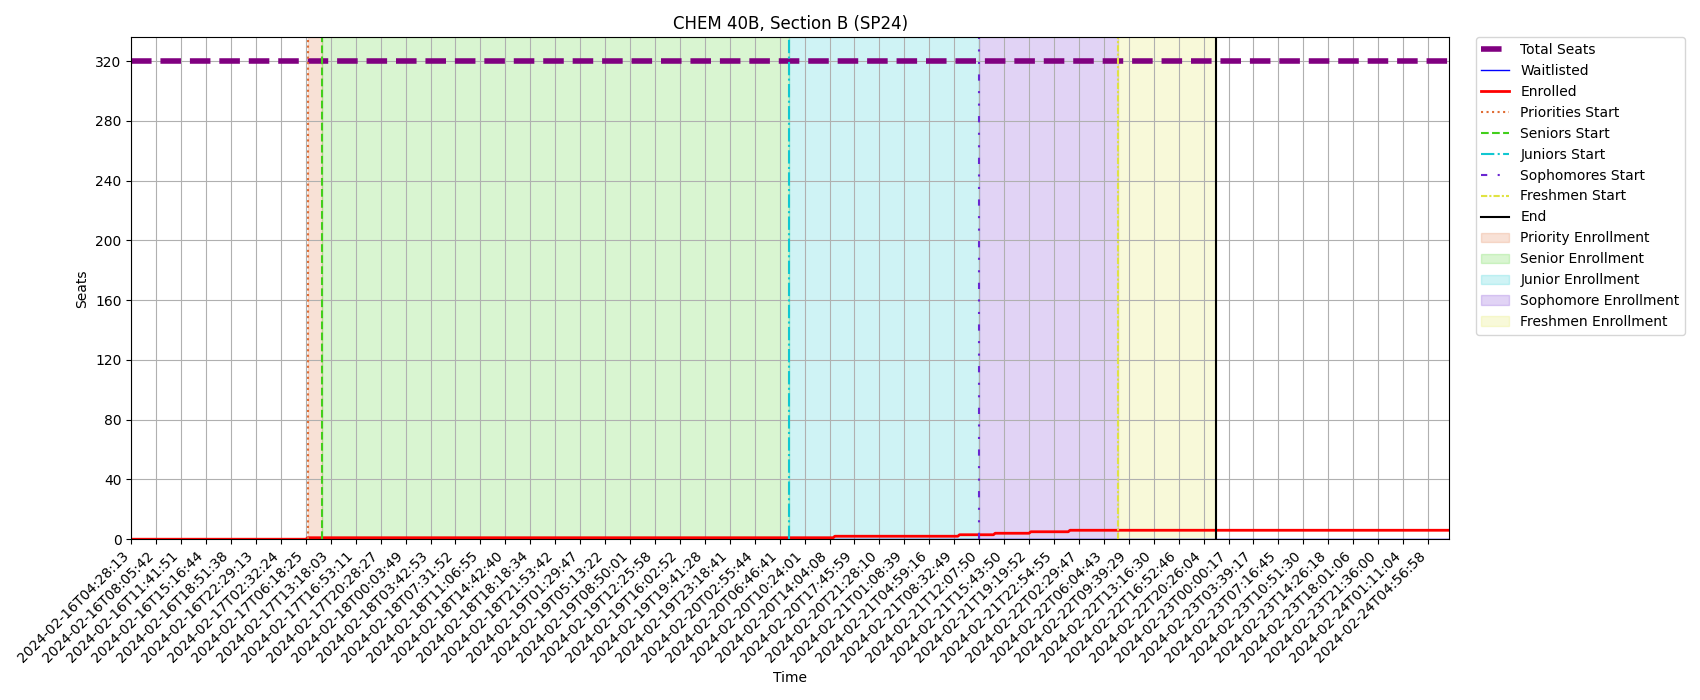 CHEM 40B, Section B (SP24)
Total Seats
Waitlisted
Enrolled
Priorities Start
Seniors Start
Juniors Start
Sophomores Start
Freshmen Start
End
Priority Enrollment
Senior Enrollment
Junior Enrollment
Sophomore Enrollment
Freshmen Enrollment
Seats
320
280
240
200
160
120
80
40
0
2024-02-16T04:28:13
2024-02-16T08:05:42
2024-02-16T11:41:51
2024-02-16T15:16:44
2024-02-16T18:51:38
2024-02-16T22:29:13
2024-02-17T02:32:24
2024-02-17T06:18:25
2024-02-17T13:18:03
2024-02-17T16:53:11
2024-02-17T20:28:27
2024-02-18T00:03:49
2024-02-18T03:42:53
2024-02-18T07:31:52
2024-02-18T11:06:55
2024-02-18T14:42:40
2024-02-18T18:18:34
2024-02-18T21:53:42
2024-02-19T01:29:47
2024-02-19T05:13:22
2024-02-19T08:50:01
2024-02-19T12:25:58
2024-02-19T16:02:52
2024-02-19T19:41:28
2024-02-19T23:18:41
2024-02-20T02:55:44
2024-02-20T06:46:41
2024-02-20T10:24:01
2024-02-20T14:04:08
2024-02-20T17:45:59
2024-02-20T21:28:10
2024-02-21T01:08:39
2024-02-21T04:59:16
2024-02-21T08:32:49
2024-02-21T12:07:50
2024-02-21T15:43:50
2024-02-21T19:19:52
2024-02-21T22:54:55
2024-02-22T02:29:47
2024-02-22T06:04:43
2024-02-22T09:39:29
2024-02-22T13:16:30
2024-02-22T16:52:46
2024-02-22T20:26:04
2024-02-23T00:00:17
2024-02-23T03:39:17
2024-02-23T07:16:45
2024-02-23T10:51:30
2024-02-23T14:26:18
2024-02-23T18:01:06
2024-02-23T21:36:00
2024-02-24T01:11:04
2024-02-24T04:56:58
Time